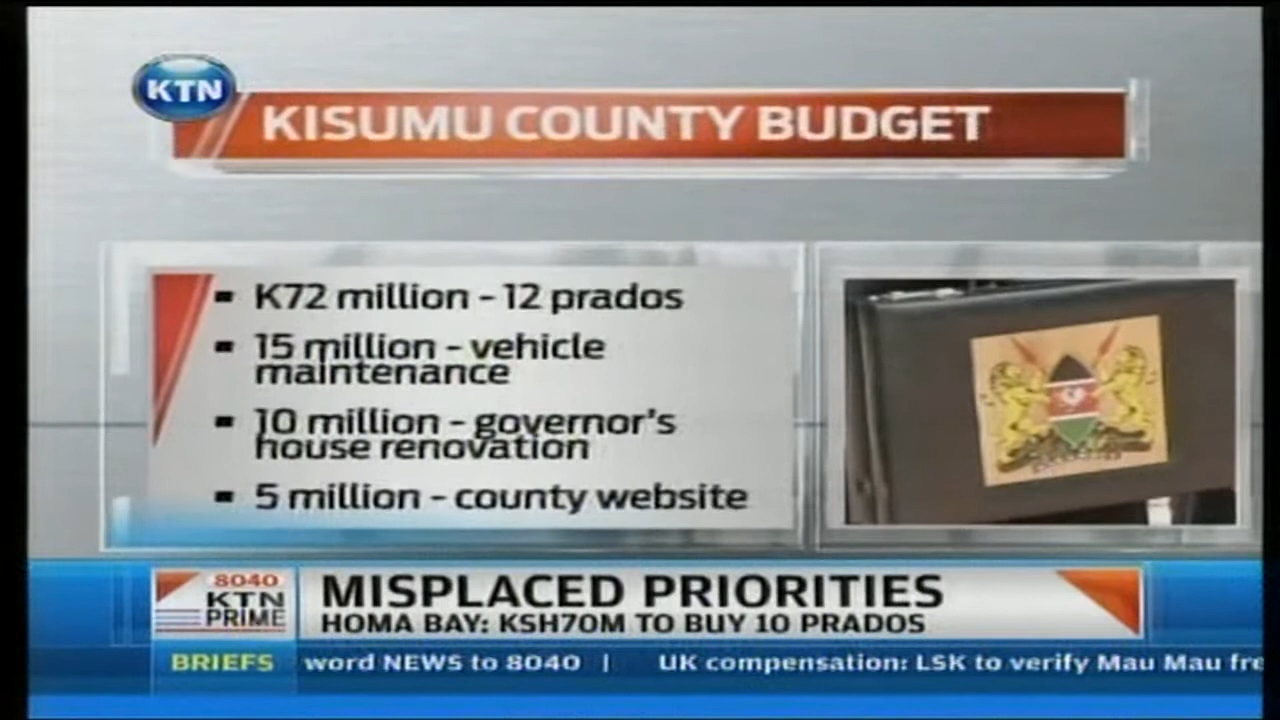 KTN
KISUMU COUNTY BUDGET
K72 million - 12 prados
15 million - vehicle
maintenance
10 million - governor's
house renovation
5 million - county website
8040
KTN
PRIME
MISPLACED PRIORITIES
HOMA BAY: KSH70M TO BUY 10 PRADOS
BRIEFS word NEWS to 8040 | UK compensation: LSK to verify Mau Mau fre